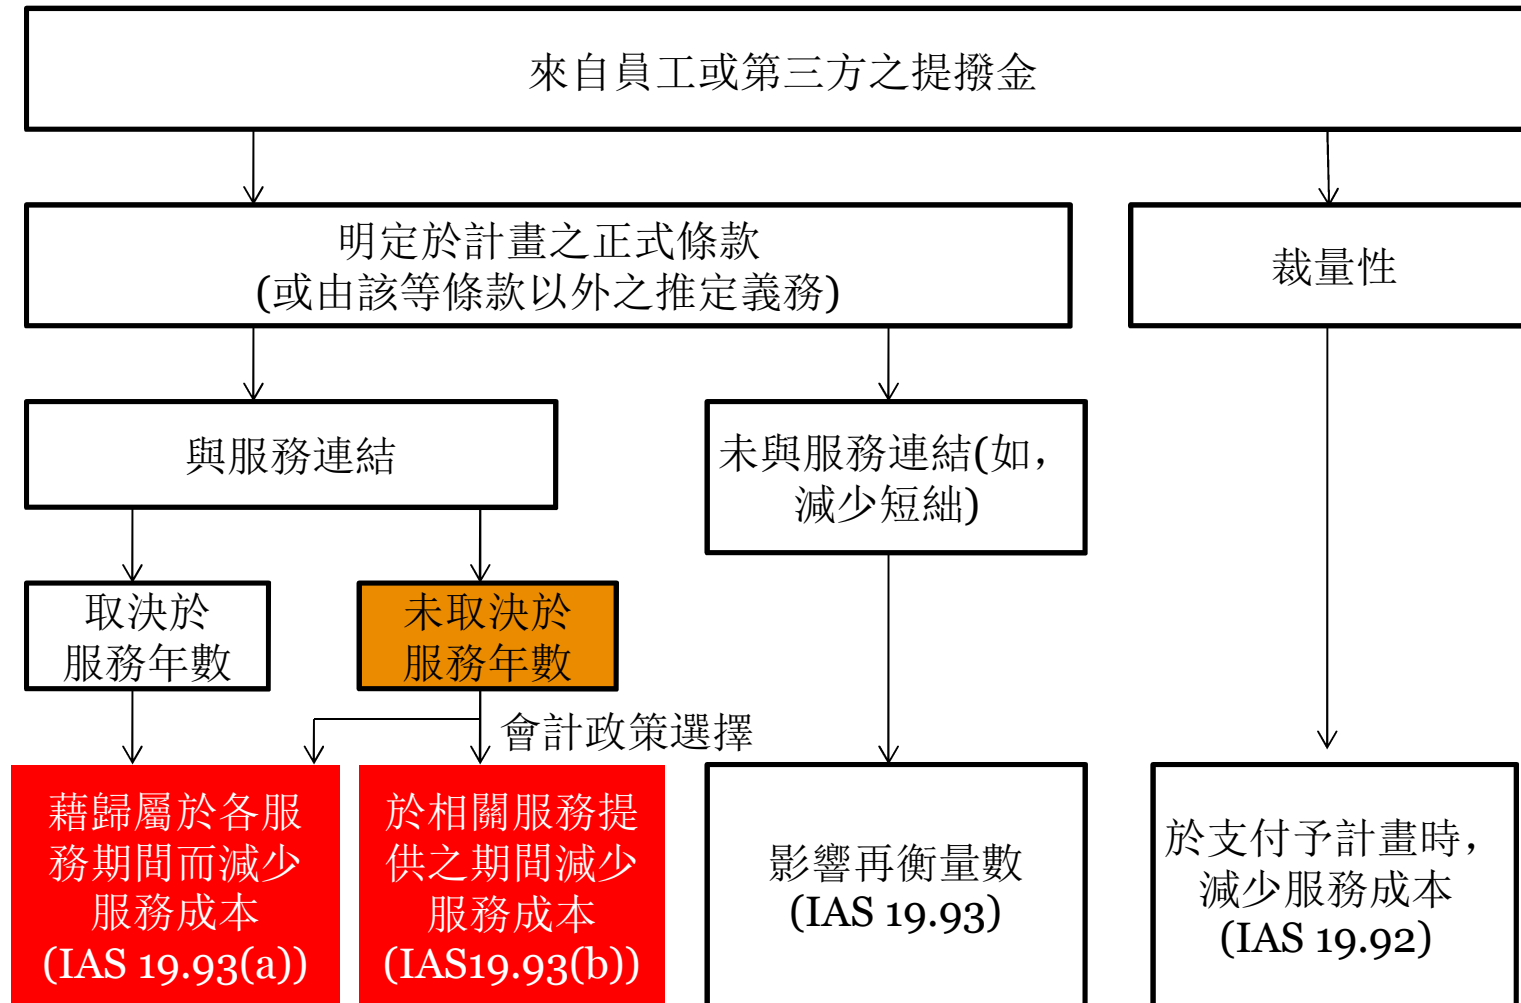 來自員工或第三方之提撥金
明定於計畫之正式條款
(或由該等條款以外之推定義務)
裁量性
與服務連結
未與服務連結(如，
減少短絀)
取決於
服務年數
未取決於
服務年數
會計政策選擇
藉歸屬於各服
務期間而減少
服務成本
(IAS 19.93(a))
於相關服務提
供之期間減少
服務成本
(IAS19.93(b))
影響再衡量數
(IAS 19.93)
於支付予計畫時，
減少服務成本
(IAS 19.92)